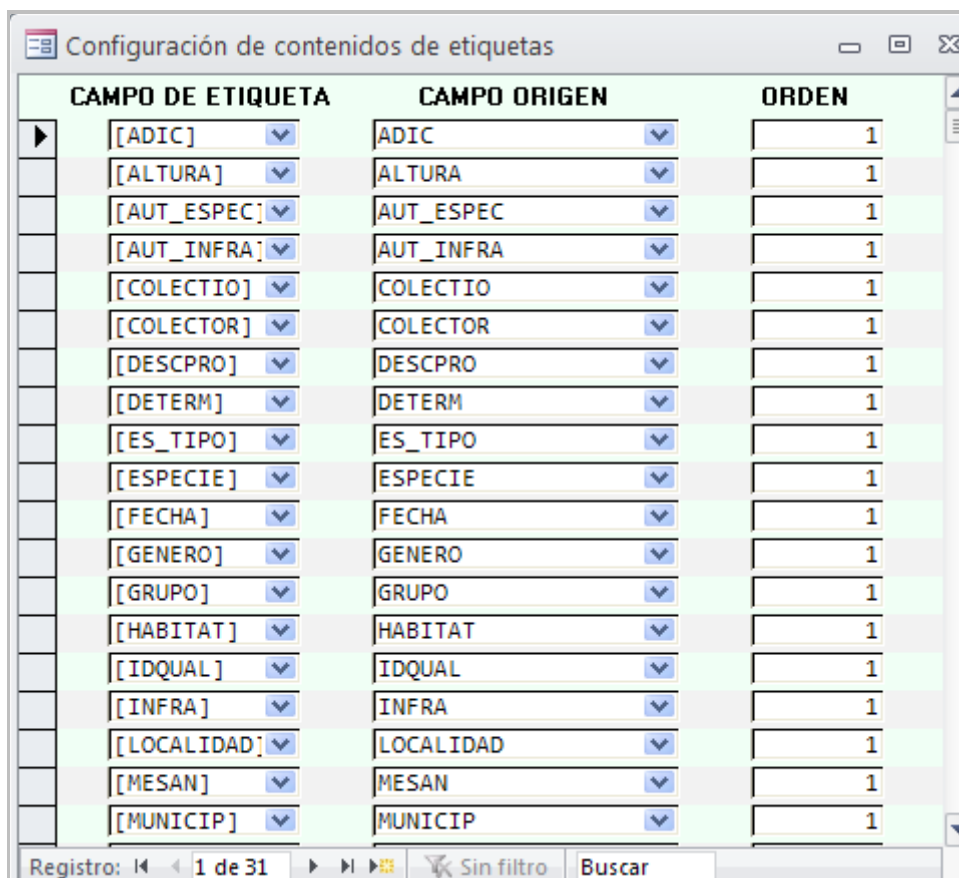 Configuración de contenidos de etiquetas
CAMPO DE ETIQUETA CAMPO ORIGEN ORDEN
[ADIC] ADIC 1
[ALTURA] ALTURA 1
[AUT_ESPEC] AUT_ESPEC 1
[AUT_INFRA] AUT_INFRA 1
[COLECTIO] COLECTIO 1
[COLECTOR] COLECTOR 1
[DESCPRO] DESCPRO 1
[DETERM] DETERM 1
[ES_TIPO] ES_TIPO 1
[ESPECIE] ESPECIE 1
[FECHA] FECHA 1
[GENERO] GENERO 1
[GRUPO] GRUPO 1
[HABITAT] HABITAT 1
[IDQUAL] IDQUAL 1
[INFRA] INFRA 1
[LOCALIDAD] LOCALIDAD 1
[MESAN] MESAN 1
[MUNICIP] MUNICIP 1
Registro: 1 de 31 Sin filtro Buscar